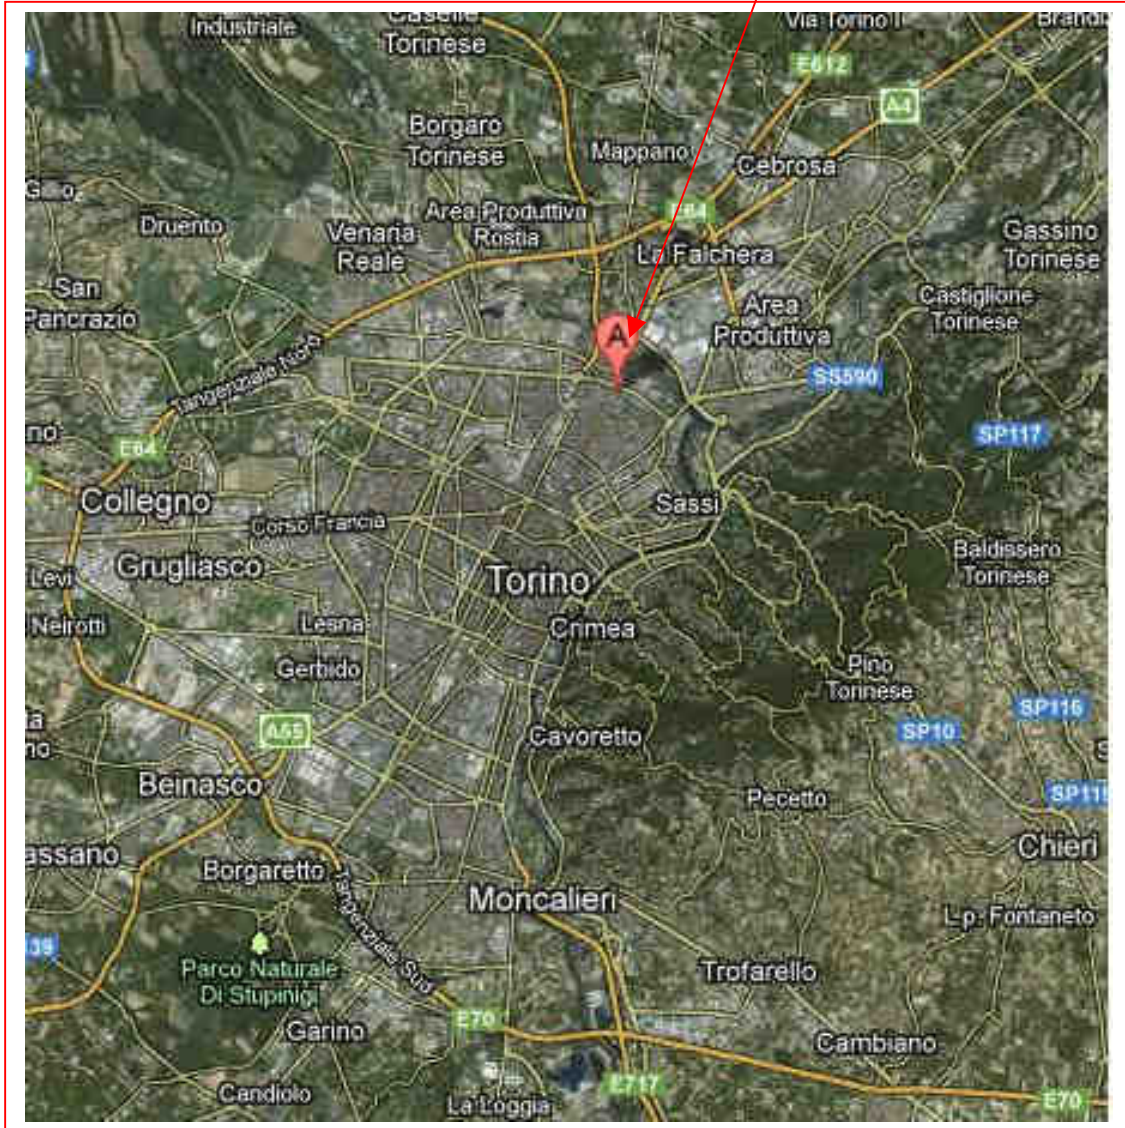 Industriale
Caselle
Torinese
Via Torino
E612
A4
Borgaro
Torinese
Mappano
Cebrosa
Druento
Area Produttiva
Rostia
E64
Venaria
Reale
La Falchera
Gassino
Torinese
San
Pancrazio
Castiglione
Torinese
Area
Produttiva
A
Tangenziale Nord
SS590
SP117
E64
Collegno
Sassi
Corso Francia
Baldissero
Torinese
Grugliasco
Levi
Torino
Neirotti
Lesna
Crimea
Gerbido
Pino
Torinese
SP116
A55
SP10
Cavoretto
Beinasco
Pecetto
Chieri
Borgaretto
Moncalieri
L.p. Fontaneto
Tangenziale Sud
Parco Naturale
Di Stupinigi
Trofarello
E70
Garino
Cambiano
E717
Candiolo
La Loggia
E70